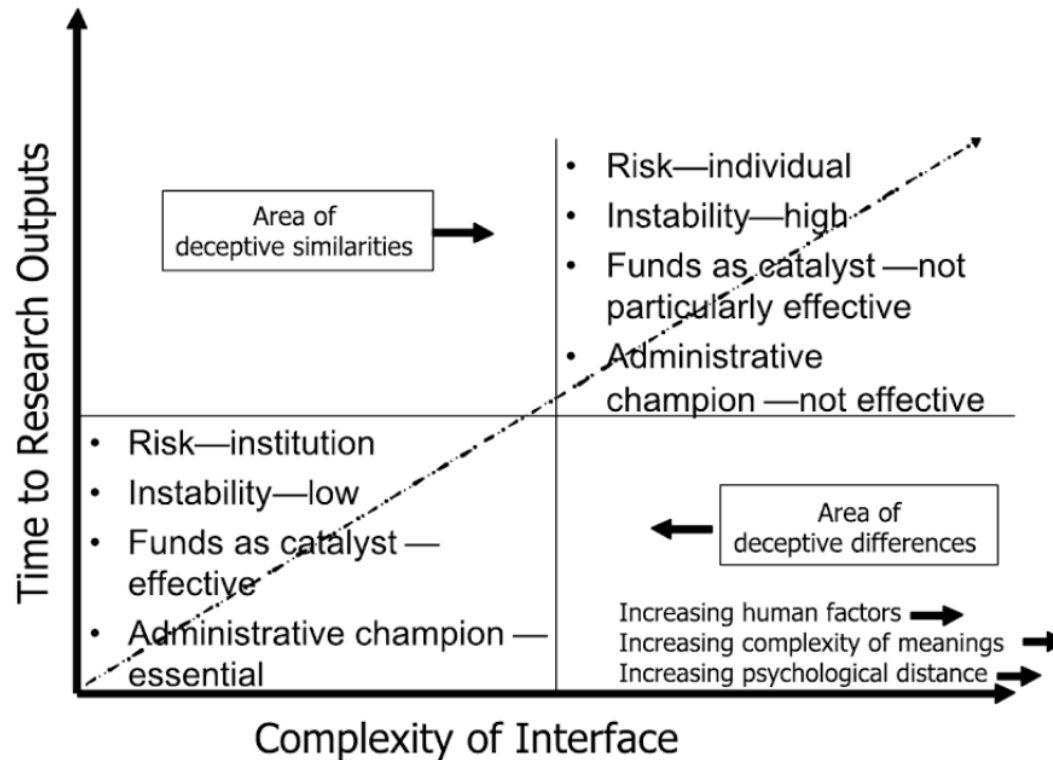 Time to Research Outputs
Area of
deceptive similarities
• Risk—individual
• Instability—high
• Funds as catalyst —not
particularly effective
• Administrative
champion —not effective
• Risk—institution
• Instability—low
• Funds as catalyst —
effective
• Administrative champion —
essential
Area of
deceptive differences
Increasing human factors
Increasing complexity of meanings
Increasing psychological distance
Complexity of Interface